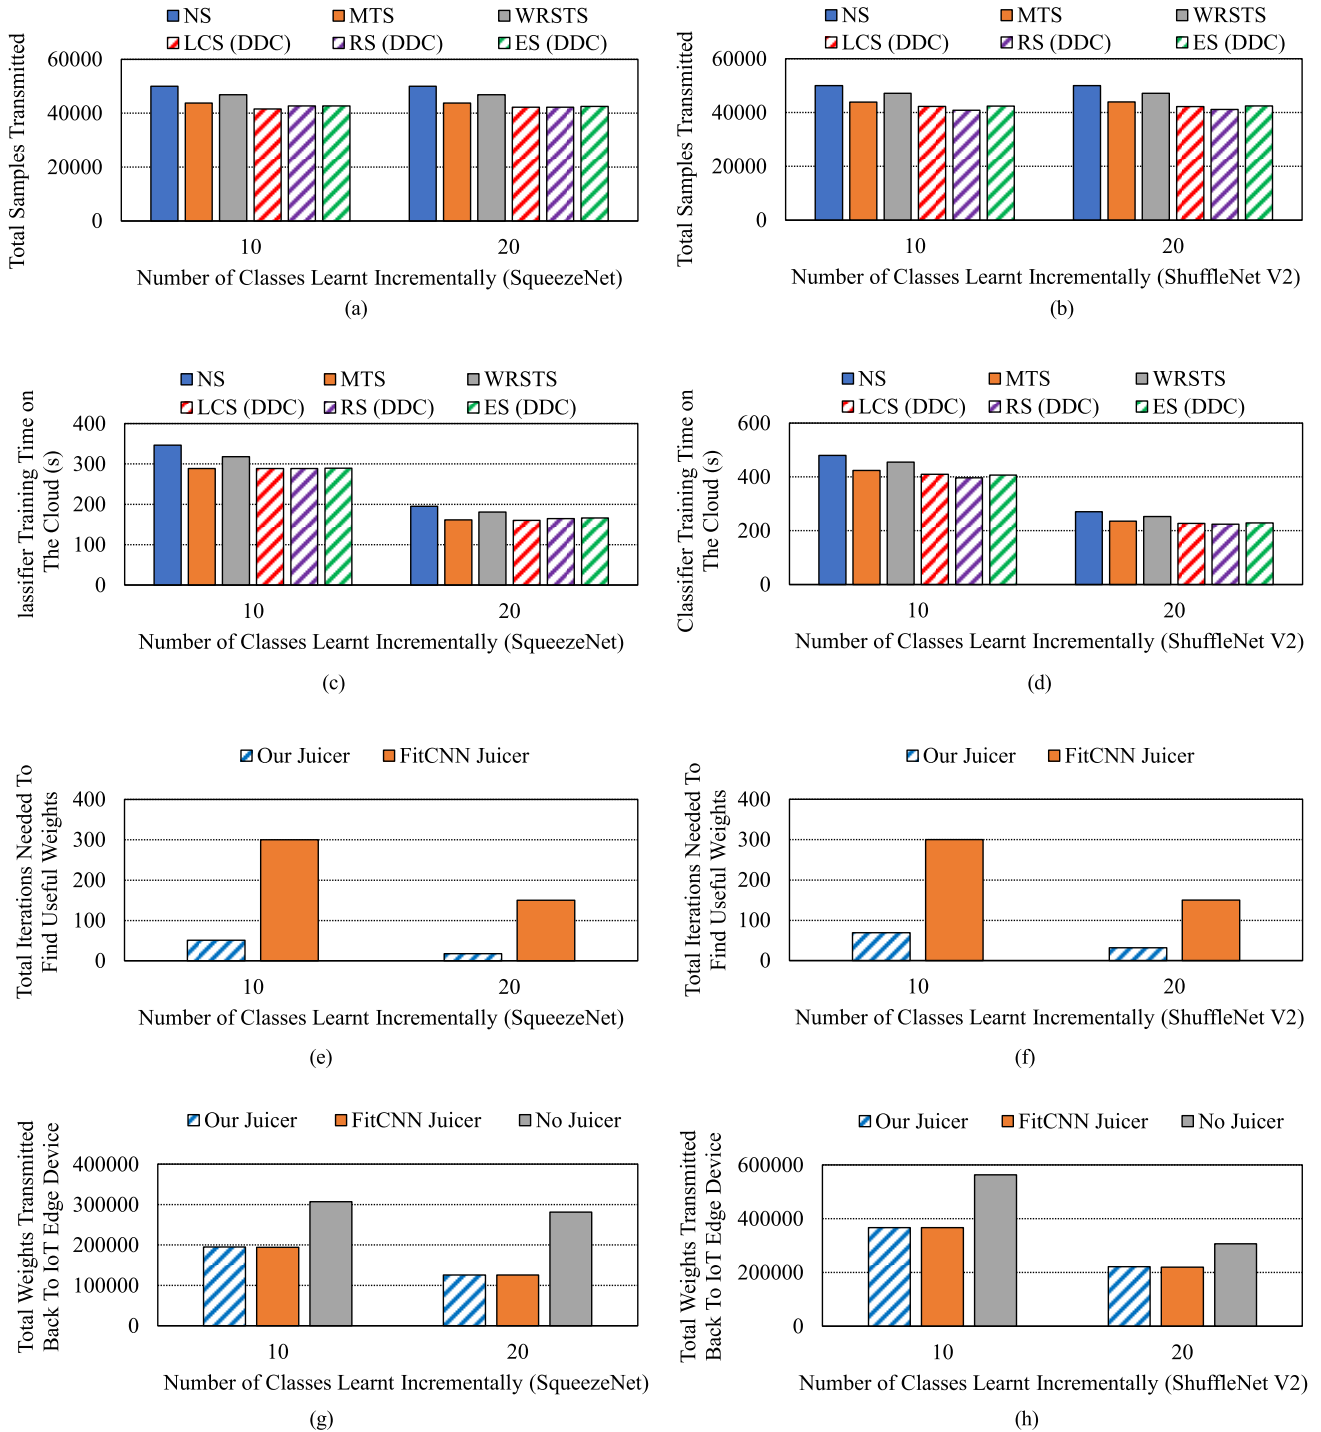 NS MTS WRSTS
LCS (DDC) RS (DDC) ES (DDC)
Total Samples Transmitted
60000
40000
20000
0
10 20
Number of Classes Learnt Incrementally (SqueezeNet)
(a)
NS MTS WRSTS
LCS (DDC) RS (DDC) ES (DDC)
Total Samples Transmitted
60000
40000
20000
0
10 20
Number of Classes Learnt Incrementally (ShuffleNet V2)
(b)
NS MTS WRSTS
LCS (DDC) RS (DDC) ES (DDC)
lassifier Training Time on
The Cloud (s)
400
300
200
100
0
10 20
Number of Classes Learnt Incrementally (SqueezeNet)
(c)
NS MTS WRSTS
LCS (DDC) RS (DDC) ES (DDC)
Classifier Training Time on
The Cloud (s)
600
400
200
0
10 20
Number of Classes Learnt Incrementally (ShuffleNet V2)
(d)
Our Juicer FitCNN Juicer
Total Iterations Needed To
Find Useful Weights
400
300
200
100
0
10 20
Number of Classes Learnt Incrementally (SqueezeNet)
(e)
Our Juicer FitCNN Juicer
Total Iterations Needed To
Find Useful Weights
400
300
200
100
0
10 20
Number of Classes Learnt Incrementally (ShuffleNet V2)
(f)
Our Juicer FitCNN Juicer No Juicer
Total Weights Transmitted
Back To IoT Edge Device
400000
300000
200000
100000
0
10 20
Number of Classes Learnt Incrementally (SqueezeNet)
(g)
Our Juicer FitCNN Juicer No Juicer
Total Weights Transmitted
Back To IoT Edge Device
600000
400000
200000
0
10 20
Number of Classes Learnt Incrementally (ShuffleNet V2)
(h)